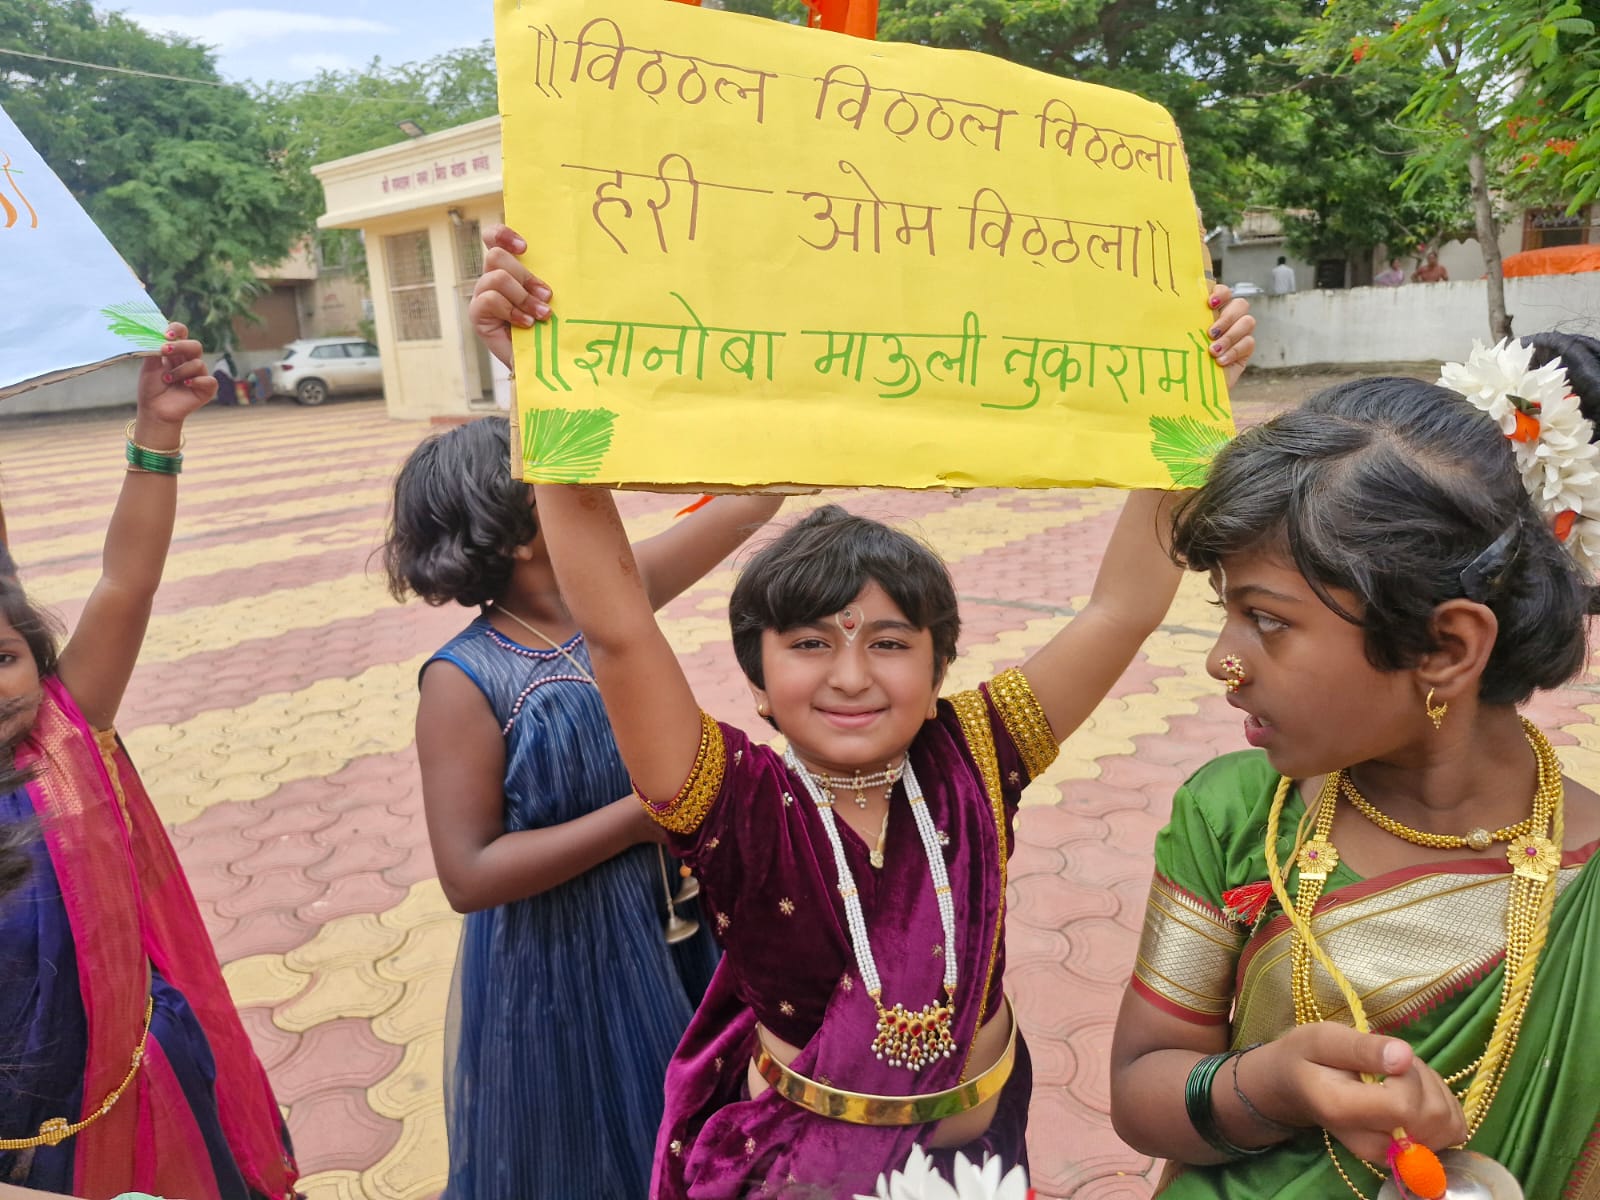 ॥विठ्ठल विठ्ठल विठ्ठला
हरी ओम विठ्ठला॥
॥ज्ञानोबा माऊली तुकाराम॥